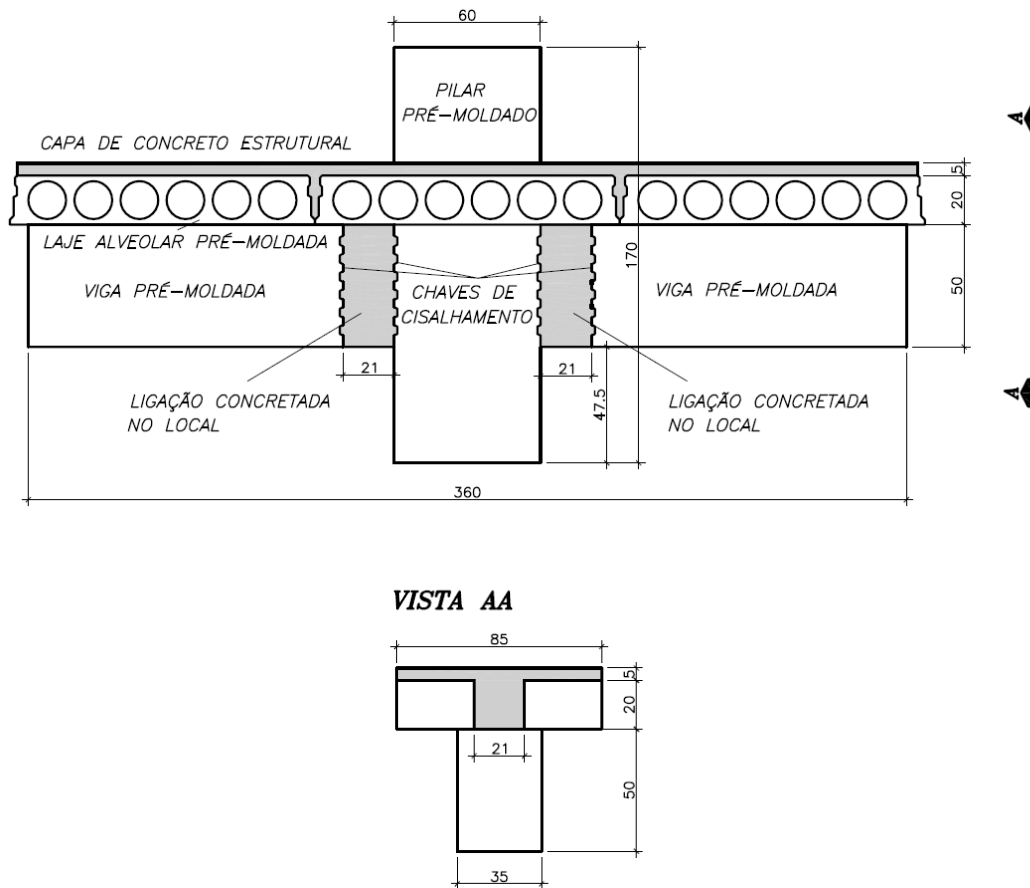 60
PILAR
PRÉ-MOLDADO
A
CAPA DE CONCRETO ESTRUTURAL
5
20
LAJE ALVEOLAR PRÉ-MOLDADA
170
VIGA PRÉ-MOLDADA
CHAVES DE
CISALHAMENTO
VIGA PRÉ-MOLDADA
50
21
21
47.5
A
LIGAÇÃO CONCRETADA
NO LOCAL
LIGAÇÃO CONCRETADA
NO LOCAL
360
VISTA AA
85
5
20
21
50
35